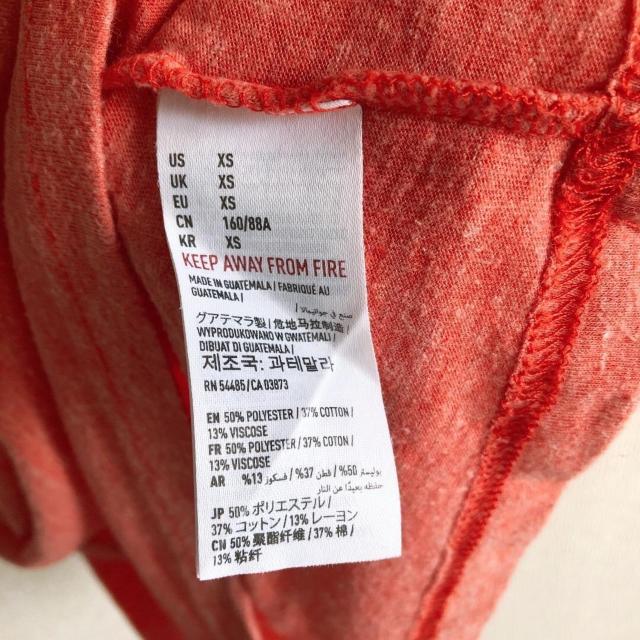 US XS
UK XS
EU XS
CN 160/88A
KR XS
KEEP AWAY FROM FIRE
MADE IN GUATEMALA / FABRIQUÉ AU
GUATEMALA /
صنع في جواتيمالا /
グアテマラ製 / 危地马拉制造 /
WYPRODUKOWANO W GWATEMALI /
DIBUAT DI GUATEMALA /
제조국: 과테말라
RN 54485 / CA 03873
EN 50% POLYESTER / 37% COTTON /
13% VISCOSE
FR 50% POLYESTER / 37% COTON /
13% VISCOSE
AR بوليستر 50% / قطن 37% / فسكوز 13%
حفظه بعيدًا عن النار
JP 50% ポリエステル /
37% コットン / 13% レーヨン
CN 50% 聚酯纤维 / 37% 棉 /
13% 粘纤